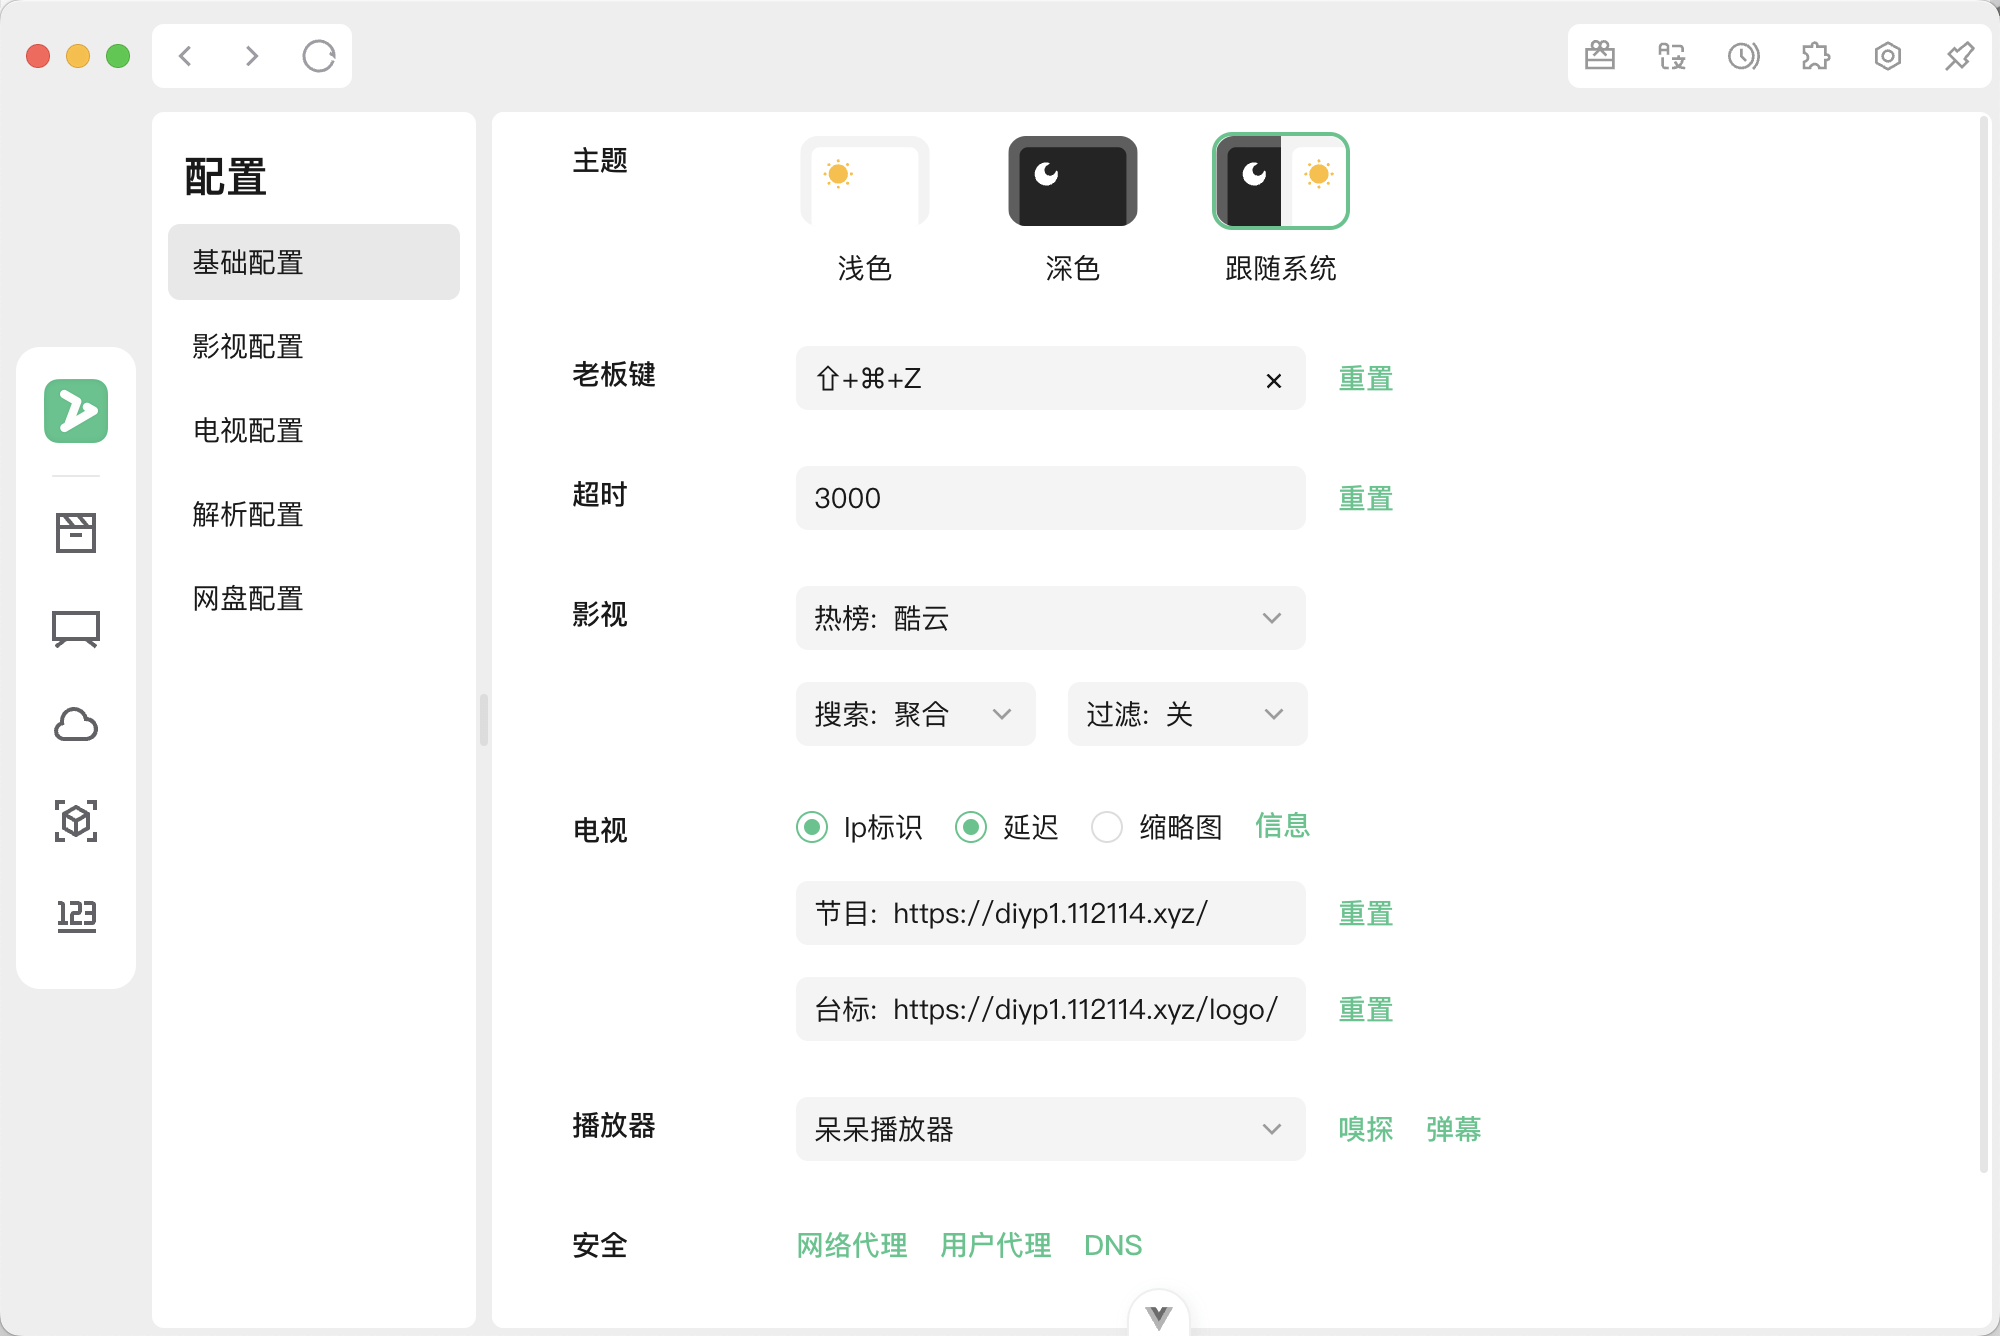 配置
基础配置
影视配置
电视配置
解析配置
网盘配置
123
主题
浅色
深色
跟随系统
老板键
⇧+⌘+Z
重置
超时
3000
重置
影视
热榜: 酷云
搜索: 聚合
过滤: 关
电视
Ip标识
延迟
缩略图
信息
节目: https://diyp1.112114.xyz/
重置
台标: https://diyp1.112114.xyz/logo/
重置
播放器
呆呆播放器
嗅探
弹幕
安全
网络代理
用户代理
DNS